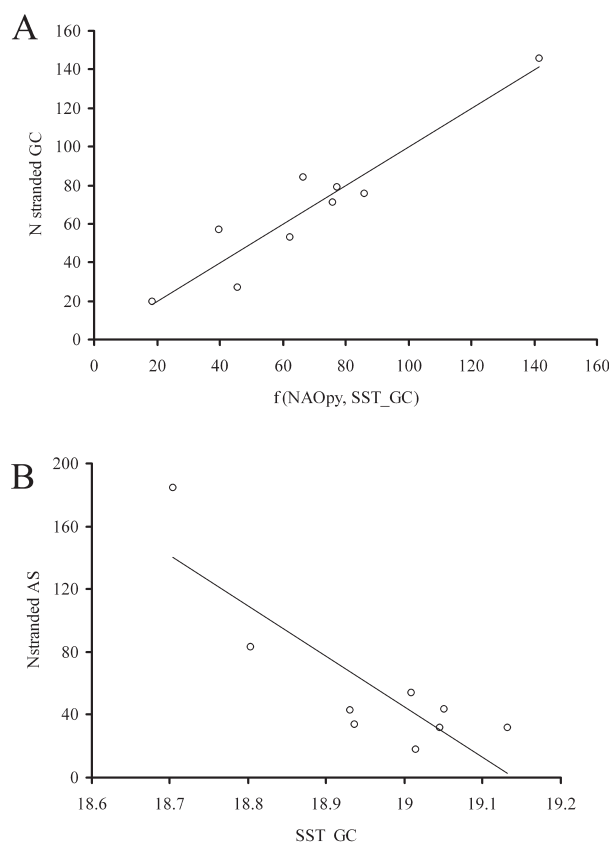 A
160
140
120
100
80
60
40
20
0
N stranded GC
0 20 40 60 80 100 120 140 160
f (NAOpy, SST_GC)
B
200
160
120
80
40
0
Nstranded AS
18.6 18.7 18.8 18.9 19 19.1 19.2
SST GC